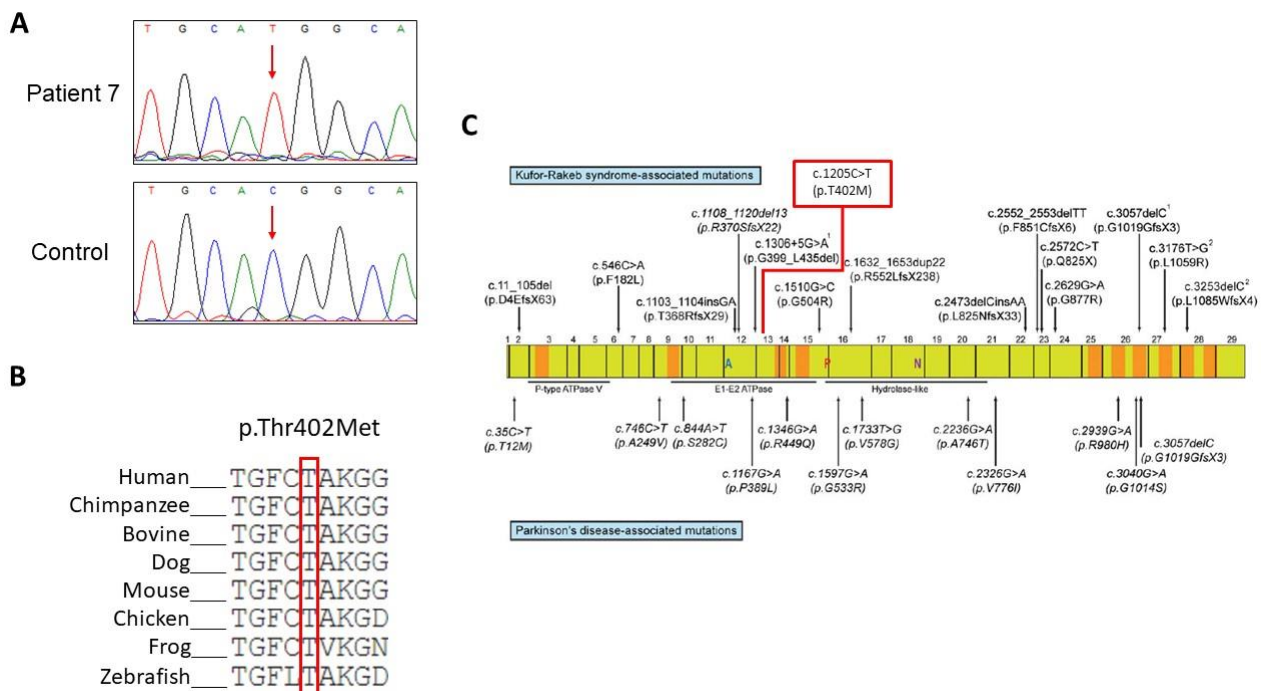 A
T G C A T G G C A
Patient 7
T G C A C G G C A
Control
B
p.Thr402Met
Human___ TGFCTAKGG
Chimpanzee___ TGFCTAKGG
Bovine___ TGFCTAKGG
Dog___ TGFCTAKGG
Mouse___ TGFCTAKGG
Chicken___ TGFCTAKGD
Frog___ TGFCTVKGN
Zebrafish___ TGFLTAKGD
C
Kufor-Rakeb syndrome-associated mutations
c.1205C>T
(p.T402M)
c.11_105del
(p.D4EfsX63)
c.546C>A
(p.F182L)
c.1103_1104insGA
(p.T368RfsX29)
c.1108_1120del13
(p.R370SfsX22)
c.1306+5G>A1
(p.G399_L435del)
c.1510G>C
(p.G504R)
c.1632_1653dup22
(p.R552LfsX238)
c.2473delCinsAA
(p.L825NfsX33)
c.2552_2553delTT
(p.F851CfsX6)
c.2572C>T
(p.Q825X)
c.2629G>A
(p.G877R)
c.3057delC1
(p.G1019GfsX3)
c.3176T>G2
(p.L1059R)
c.3253delC2
(p.L1085WfsX4)
1 2 3 4 5 6 7 8 9 10 11 12 13 14 15 16 17 18 19 20 21 22 23 24 25 26 26 27 28 29
A P N
P-type ATPase V
E1-E2 ATPase
Hydrolase-like
c.35C>T
(p.T12M)
c.746C>T
(p.A249V)
c.844A>T
(p.S282C)
c.1167G>A
(p.P389L)
c.1346G>A
(p.R449Q)
c.1597G>A
(p.G533R)
c.1733T>G
(p.V578G)
c.2236G>A
(p.A746T)
c.2326G>A
(p.V776I)
c.2939G>A
(p.R980H)
c.3040G>A
(p.G1014S)
c.3057delC
(p.G1019GfsX3)
Parkinson's disease-associated mutations